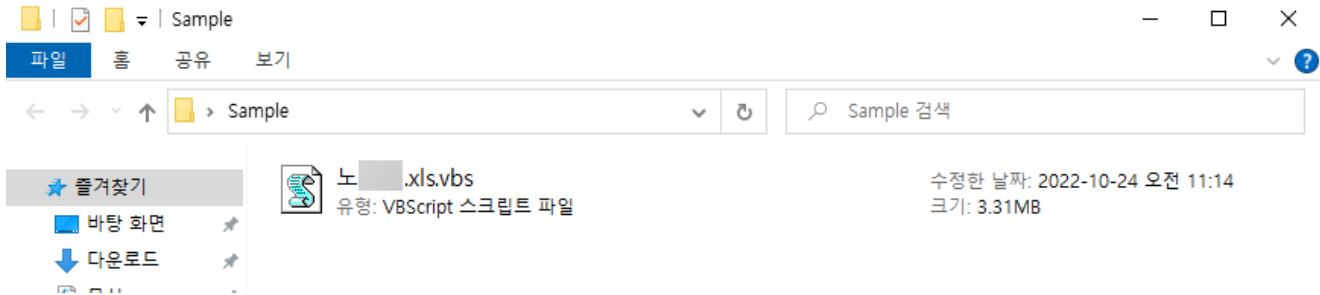 Sample
파일 홈 공유 보기
Sample
Sample 검색
즐겨찾기
바탕 화면
다운로드
노 .xls.vbs
유형: VBScript 스크립트 파일
수정한 날짜: 2022-10-24 오전 11:14
크기: 3.31MB